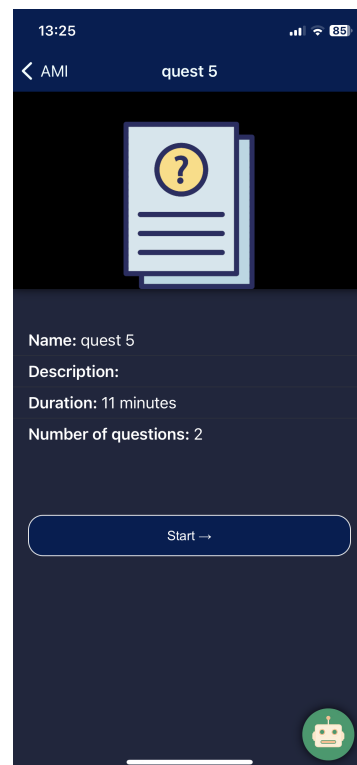 13:25
85
AMI
quest 5
?
Name: quest 5
Description:
Duration: 11 minutes
Number of questions: 2
Start →